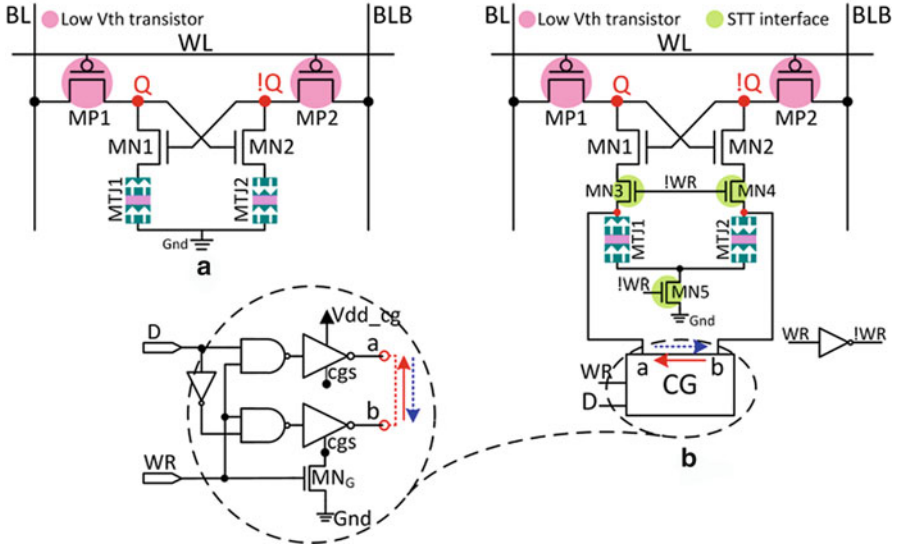 BL
Low Vth transistor
BLB
WL
Q
!Q
MP1
MP2
MN1
MN2
MTJ1
MTJ2
Gnd
a
BL
Low Vth transistor
STT interface
BLB
WL
Q
!Q
MP1
MP2
MN1
MN2
MN3
!WR
MN4
MTJ1
MTJ2
!WR
MN5
Gnd
WR
!WR
a
b
WR
CG
D
b
Vdd_cg
D
a
cgs
b
cgs
WR
MNG
Gnd